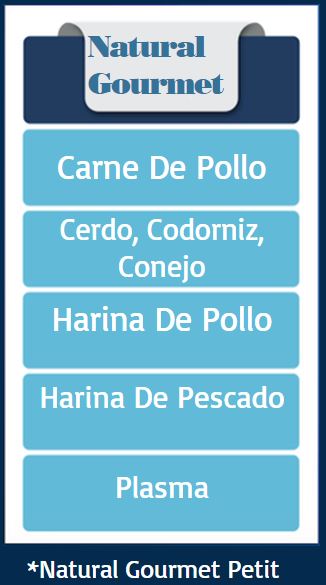 Natural
Gourmet
Carne De Pollo
Cerdo, Codorniz,
Conejo
Harina De Pollo
Harina De Pescado
Plasma
*Natural Gourmet Petit